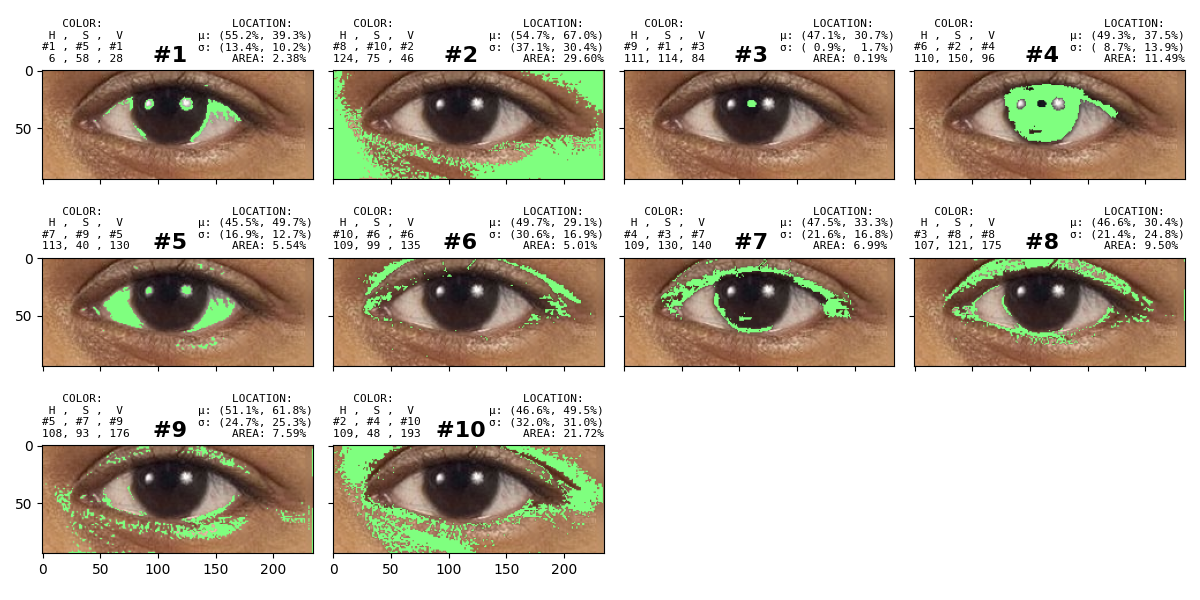 COLOR: LOCATION:
H , S , V μ: (55.2%, 39.3%)
#1 , #5 , #1 σ: (13.4%, 10.2%)
6 , 58 , 28 #1 AREA: 2.38%
COLOR: LOCATION:
H , S , V μ: (54.7%, 67.0%)
#8 , #10, #2 σ: (37.1%, 30.4%)
124, 75 , 46 #2 AREA: 29.60%
COLOR: LOCATION:
H , S , V μ: (47.1%, 30.7%)
#9 , #1 , #3 σ: ( 0.9%, 1.7%)
111, 114, 84 #3 AREA: 0.19%
COLOR: LOCATION:
H , S , V μ: (49.3%, 37.5%)
#6 , #2 , #4 σ: ( 8.7%, 13.9%)
110, 150, 96 #4 AREA: 11.49%
0
50
COLOR: LOCATION:
H , S , V μ: (45.5%, 49.7%)
#7 , #9 , #5 σ: (16.9%, 12.7%)
113, 40 , 130 #5 AREA: 5.54%
COLOR: LOCATION:
H , S , V μ: (49.7%, 29.1%)
#10, #6 , #6 σ: (30.6%, 16.9%)
109, 99 , 135 #6 AREA: 5.01%
COLOR: LOCATION:
H , S , V μ: (47.5%, 33.3%)
#4 , #3 , #7 σ: (21.6%, 16.8%)
109, 130, 140 #7 AREA: 6.99%
COLOR: LOCATION:
H , S , V μ: (46.6%, 30.4%)
#3 , #8 , #8 σ: (21.4%, 24.8%)
107, 121, 175 #8 AREA: 9.50%
0
50
COLOR: LOCATION:
H , S , V μ: (51.1%, 61.8%)
#5 , #7 , #9 σ: (24.7%, 25.3%)
108, 93 , 176 #9 AREA: 7.59%
COLOR: LOCATION:
H , S , V μ: (46.6%, 49.5%)
#2 , #4 , #10 σ: (32.0%, 31.0%)
109, 48 , 193 #10 AREA: 21.72%
0
50
0 50 100 150 200
0 50 100 150 200